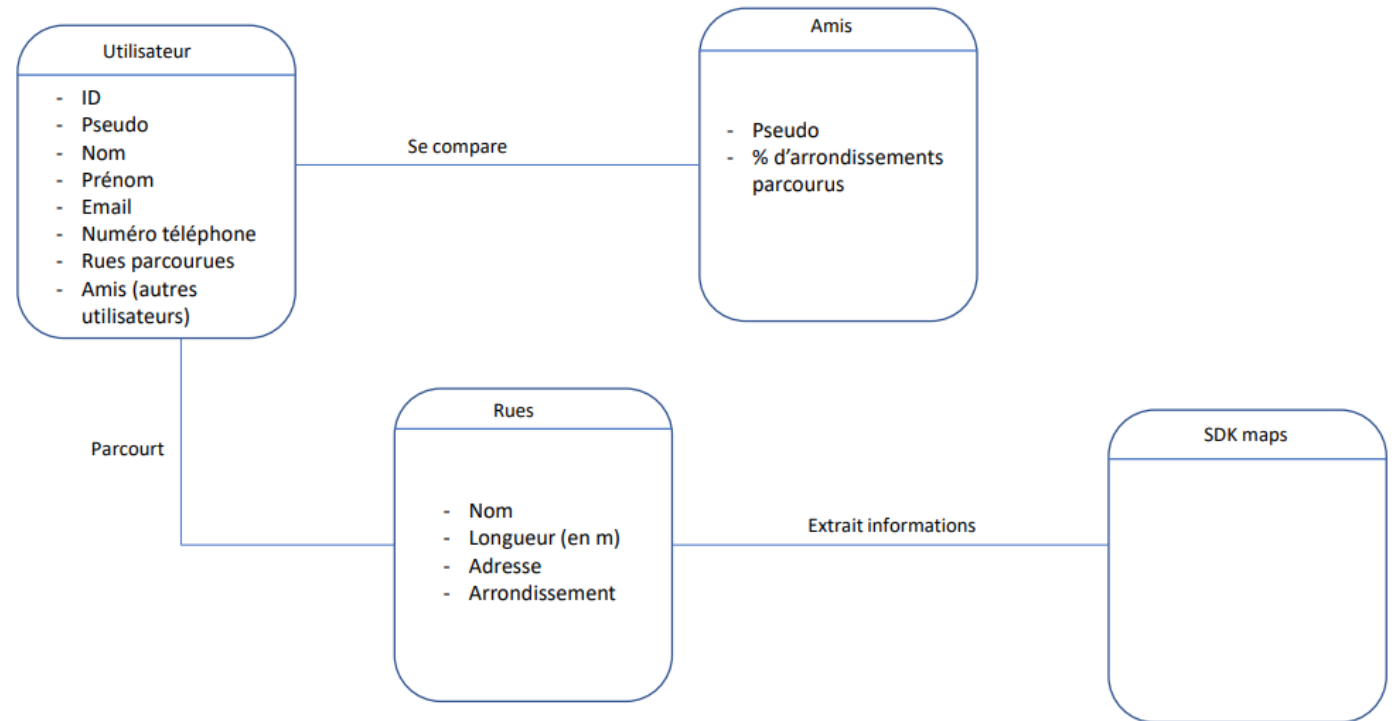 Utilisateur
- ID
- Pseudo
- Nom
- Prénom
- Email
- Numéro téléphone
- Rues parcourues
- Amis (autres
utilisateurs)
Se compare
Amis
- Pseudo
- % d’arrondissements
parcourus
Parcourt
Rues
- Nom
- Longueur (en m)
- Adresse
- Arrondissement
Extrait informations
SDK maps